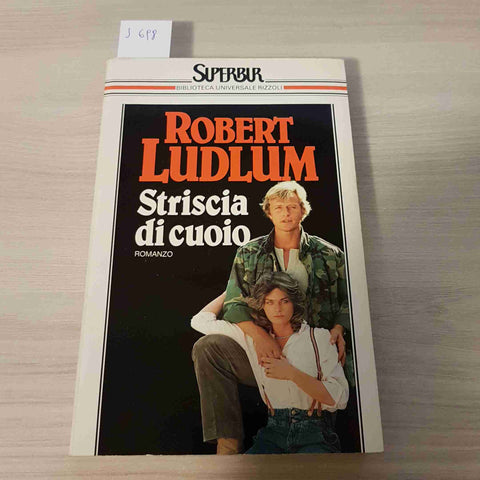 J 698
SUPERBUR
BIBLIOTECA UNIVERSALE RIZZOLI
ROBERT
LUDLUM
Striscia
di cuoio
ROMANZO